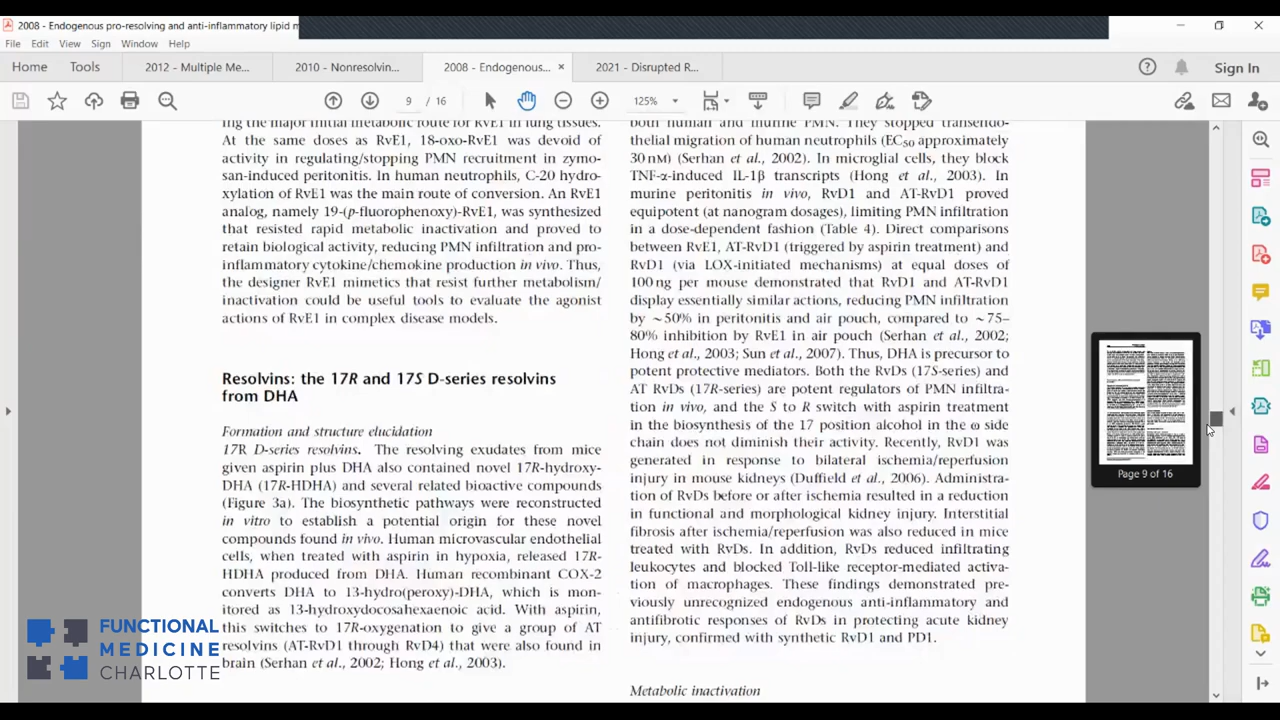 2008 - Endogenous pro-resolving and anti-inflammatory lipid m
File Edit View Sign Window Help
Home Tools 2012 - Multiple Me... 2010 - Nonresolvin... 2008 - Endogenous... × 2021 - Disrupted R... Sign In
9 / 16 125%
ing the major initial metabolic route for RvE1 in lung tissues.
At the same doses as RvE1, 18-oxo-RvE1 was devoid of
activity in regulating/stopping PMN recruitment in zymo-
san-induced peritonitis. In human neutrophils, C-20 hydro-
xylation of RvE1 was the main route of conversion. An RvE1
analog, namely 19-(p-fluorophenoxy)-RvE1, was synthesized
that resisted rapid metabolic inactivation and proved to
retain biological activity, reducing PMN infiltration and pro-
inflammatory cytokine/chemokine production in vivo. Thus,
the designer RvE1 mimetics that resist further metabolism/
inactivation could be useful tools to evaluate the agonist
actions of RvE1 in complex disease models.
Resolvins: the 17R and 17S D-series resolvins
from DHA
Formation and structure elucidation
17R D-series resolvins. The resolving exudates from mice
given aspirin plus DHA also contained novel 17R-hydroxy-
DHA (17R-HDHA) and several related bioactive compounds
(Figure 3a). The biosynthetic pathways were reconstructed
in vitro to establish a potential origin for these novel
compounds found in vivo. Human microvascular endothelial
cells, when treated with aspirin in hypoxia, released 17R-
HDHA produced from DHA. Human recombinant COX-2
converts DHA to 13-hydro(peroxy)-DHA, which is mon-
itored as 13-hydroxydocosahexaenoic acid. With aspirin,
this switches to 17R-oxygenation to give a group of AT
resolvins (AT-RvD1 through RvD4) that were also found in
brain (Serhan et al., 2002; Hong et al., 2003).
both human and murine PMN. They stopped transendo-
thelial migration of human neutrophils (EC50 approximately
30 nM) (Serhan et al., 2002). In microglial cells, they block
TNF-α-induced IL-1β transcripts (Hong et al., 2003). In
murine peritonitis in vivo, RvD1 and AT-RvD1 proved
equipotent (at nanogram dosages), limiting PMN infiltration
in a dose-dependent fashion (Table 4). Direct comparisons
between RvE1, AT-RvD1 (triggered by aspirin treatment) and
RvD1 (via LOX-initiated mechanisms) at equal doses of
100 ng per mouse demonstrated that RvD1 and AT-RvD1
display essentially similar actions, reducing PMN infiltration
by ~50% in peritonitis and air pouch, compared to ~75–
80% inhibition by RvE1 in air pouch (Serhan et al., 2002;
Hong et al., 2003; Sun et al., 2007). Thus, DHA is precursor to
potent protective mediators. Both the RvDs (17S-series) and
AT RvDs (17R-series) are potent regulators of PMN infiltra-
tion in vivo, and the S to R switch with aspirin treatment
in the biosynthesis of the 17 position alcohol in the ω side
chain does not diminish their activity. Recently, RvD1 was
generated in response to bilateral ischemia/reperfusion
injury in mouse kidneys (Duffield et al., 2006). Administra-
tion of RvDs before or after ischemia resulted in a reduction
in functional and morphological kidney injury. Interstitial
fibrosis after ischemia/reperfusion was also reduced in mice
treated with RvDs. In addition, RvDs reduced infiltrating
leukocytes and blocked Toll-like receptor-mediated activa-
tion of macrophages. These findings demonstrated pre-
viously unrecognized endogenous anti-inflammatory and
antifibrotic responses of RvDs in protecting acute kidney
injury, confirmed with synthetic RvD1 and PD1.
Metabolic inactivation
Page 9 of 16
FUNCTIONAL
MEDICINE
CHARLOTTE